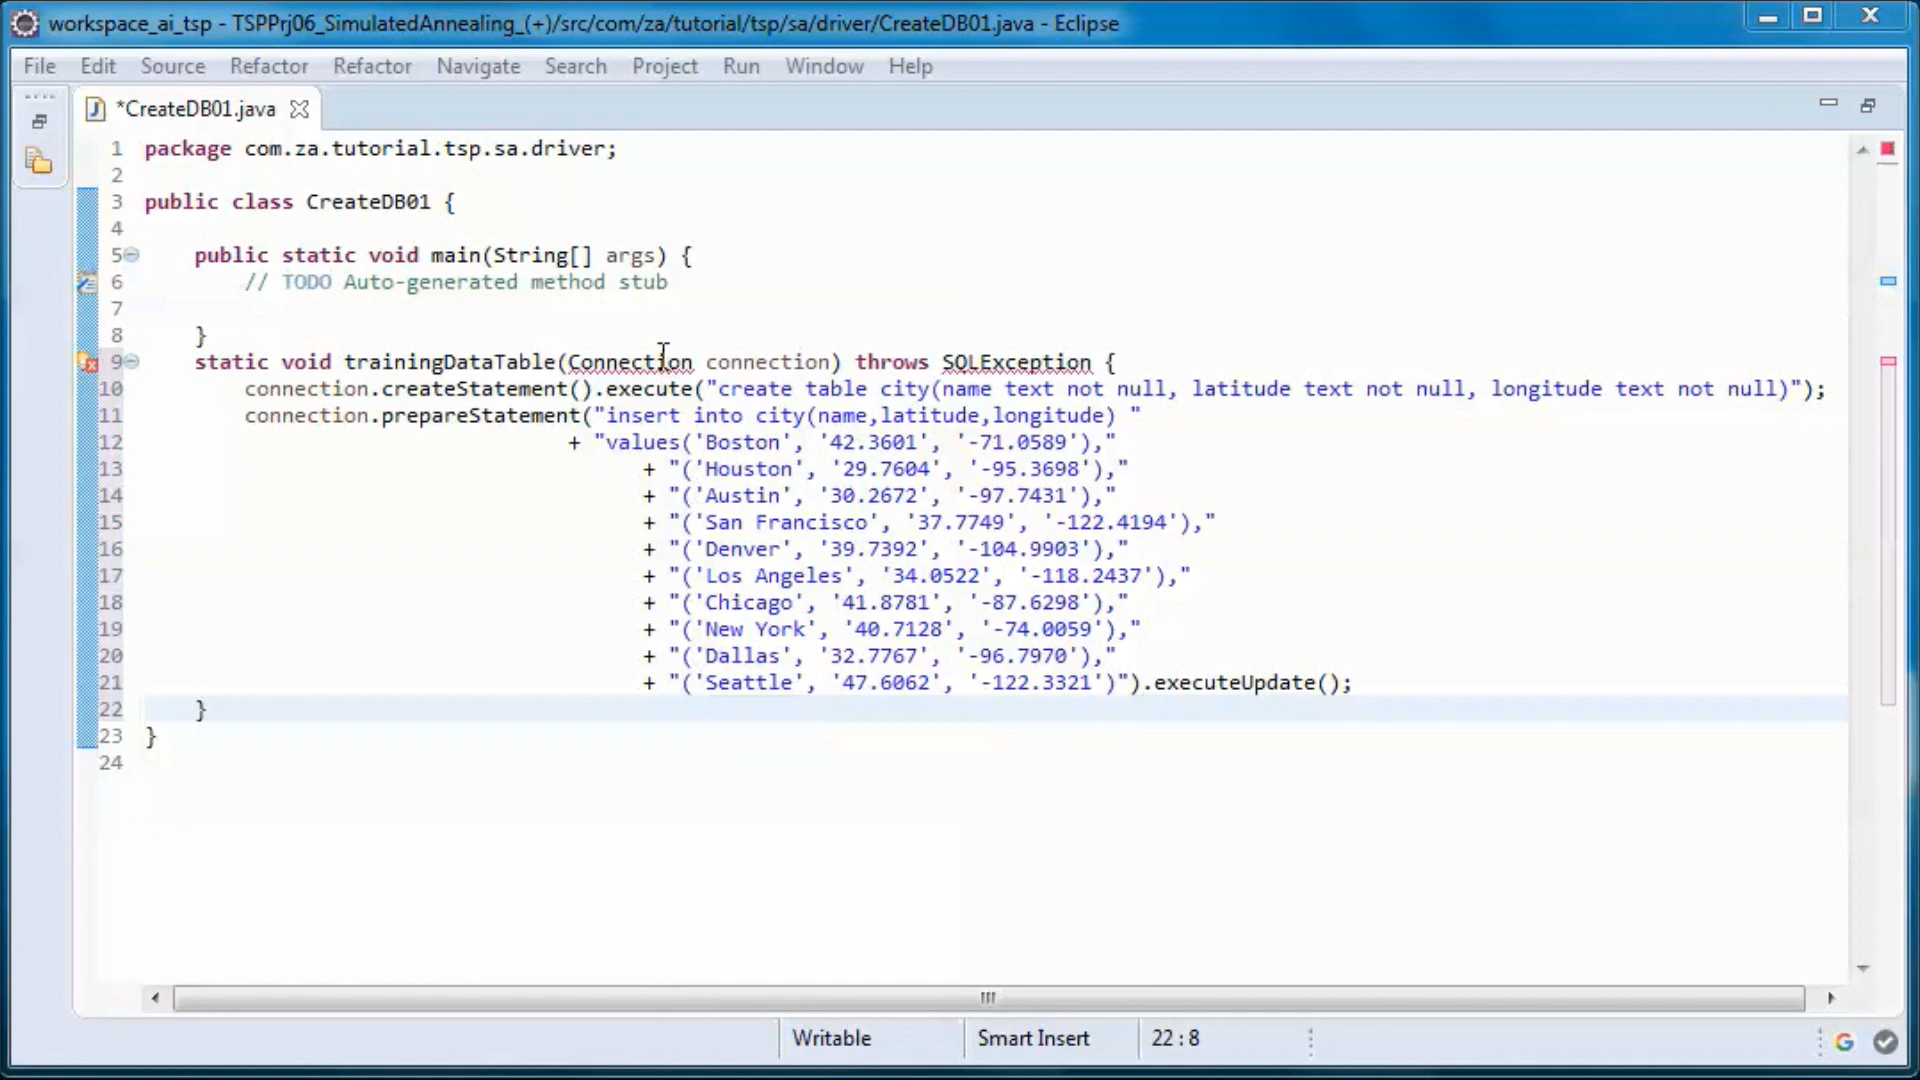 workspace_ai_tsp - TSPPrj06_SimulatedAnnealing_(+)/src/com/za/tutorial/tsp/sa/driver/CreateDB01.java - Eclipse
File Edit Source Refactor Refactor Navigate Search Project Run Window Help
*CreateDB01.java
1 package com.za.tutorial.tsp.sa.driver;
2
3 public class CreateDB01 {
4
5 public static void main(String[] args) {
6 // TODO Auto-generated method stub
7
8 }
9 static void trainingDataTable(Connection connection) throws SQLException {
10 connection.createStatement().execute("create table city(name text not null, latitude text not null, longitude text not null)");
11 connection.prepareStatement("insert into city(name,latitude,longitude) "
12 + "values('Boston', '42.3601', '-71.0589'),"
13 + "('Houston', '29.7604', '-95.3698'),"
14 + "('Austin', '30.2672', '-97.7431'),"
15 + "('San Francisco', '37.7749', '-122.4194'),"
16 + "('Denver', '39.7392', '-104.9903'),"
17 + "('Los Angeles', '34.0522', '-118.2437'),"
18 + "('Chicago', '41.8781', '-87.6298'),"
19 + "('New York', '40.7128', '-74.0059'),"
20 + "('Dallas', '32.7767', '-96.7970'),"
21 + "('Seattle', '47.6062', '-122.3321')").executeUpdate();
22 }
23 }
24
Writable Smart Insert 22 : 8